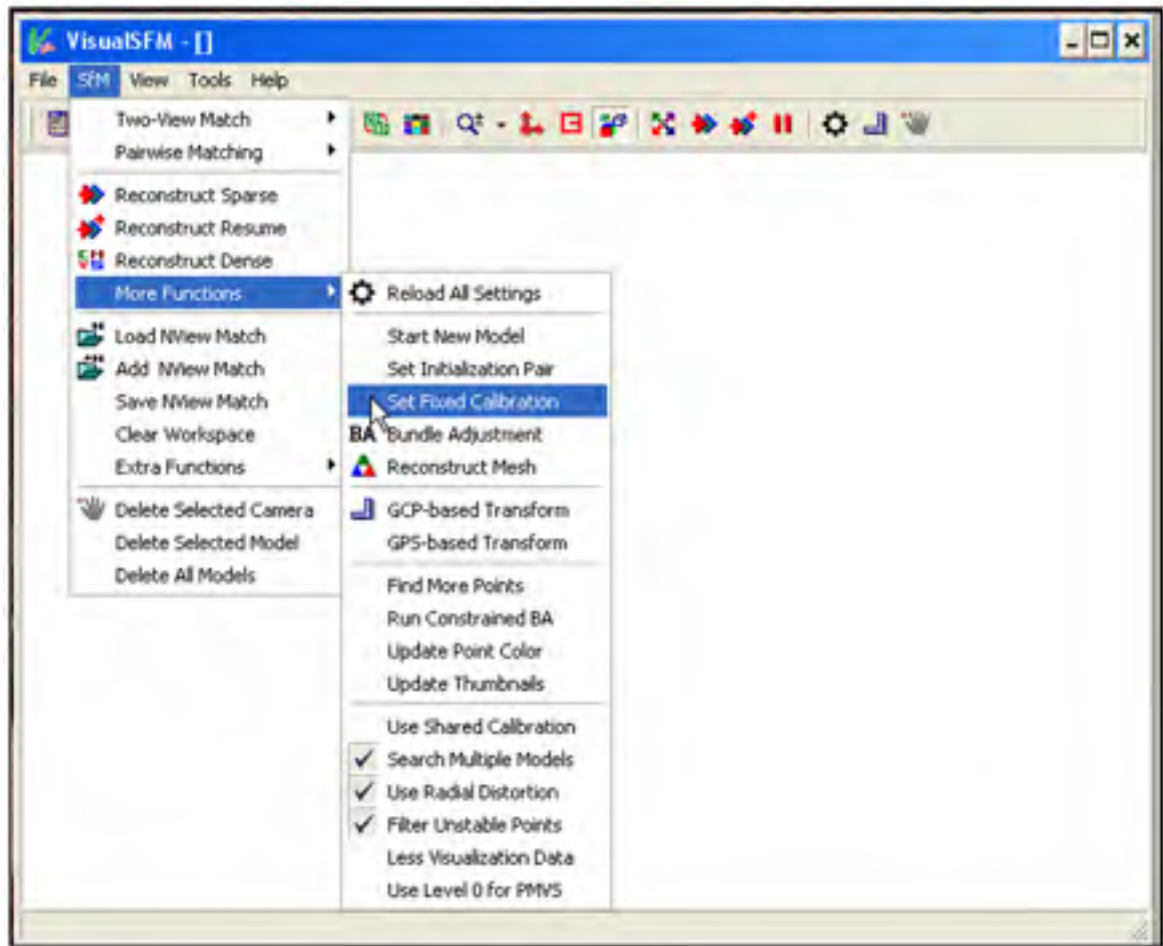 VisualSFM - []
File SfM View Tools Help
Two-View Match
Pairwise Matching
Reconstruct Sparse
Reconstruct Resume
Reconstruct Dense
More Functions
Load NView Match
Add NView Match
Save NView Match
Clear Workspace
Extra Functions
Delete Selected Camera
Delete Selected Model
Delete All Models
Reload All Settings
Start New Model
Set Initialization Pair
Set Fixed Calibration
BA Bundle Adjustment
Reconstruct Mesh
GCP-based Transform
GPS-based Transform
Find More Points
Run Constrained BA
Update Point Color
Update Thumbnails
Use Shared Calibration
Search Multiple Models
Use Radial Distortion
Filter Unstable Points
Less Visualization Data
Use Level 0 for PMVS